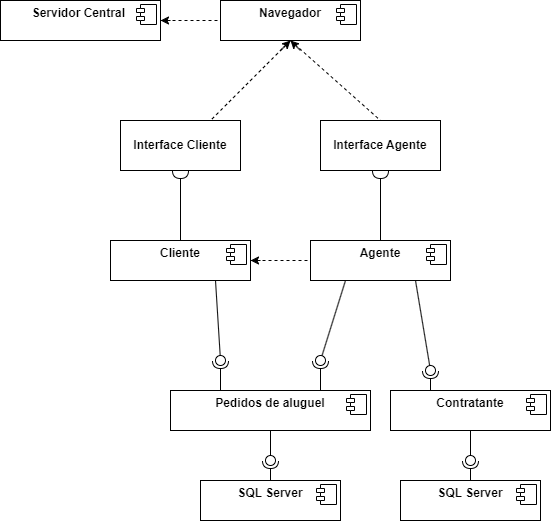 Servidor Central
Navegador
Interface Cliente
Interface Agente
Cliente
Agente
Pedidos de aluguel
Contratante
SQL Server
SQL Server